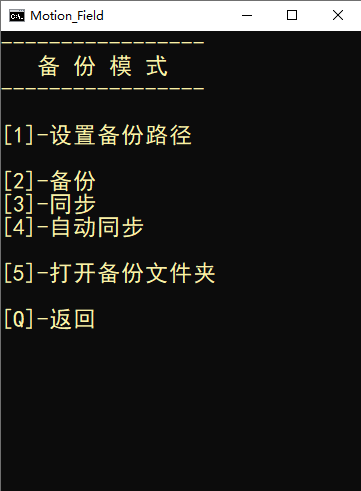 Motion_Field
-----------------
备 份 模 式
-----------------
[1]-设置备份路径
[2]-备份
[3]-同步
[4]-自动同步
[5]-打开备份文件夹
[Q]-返回